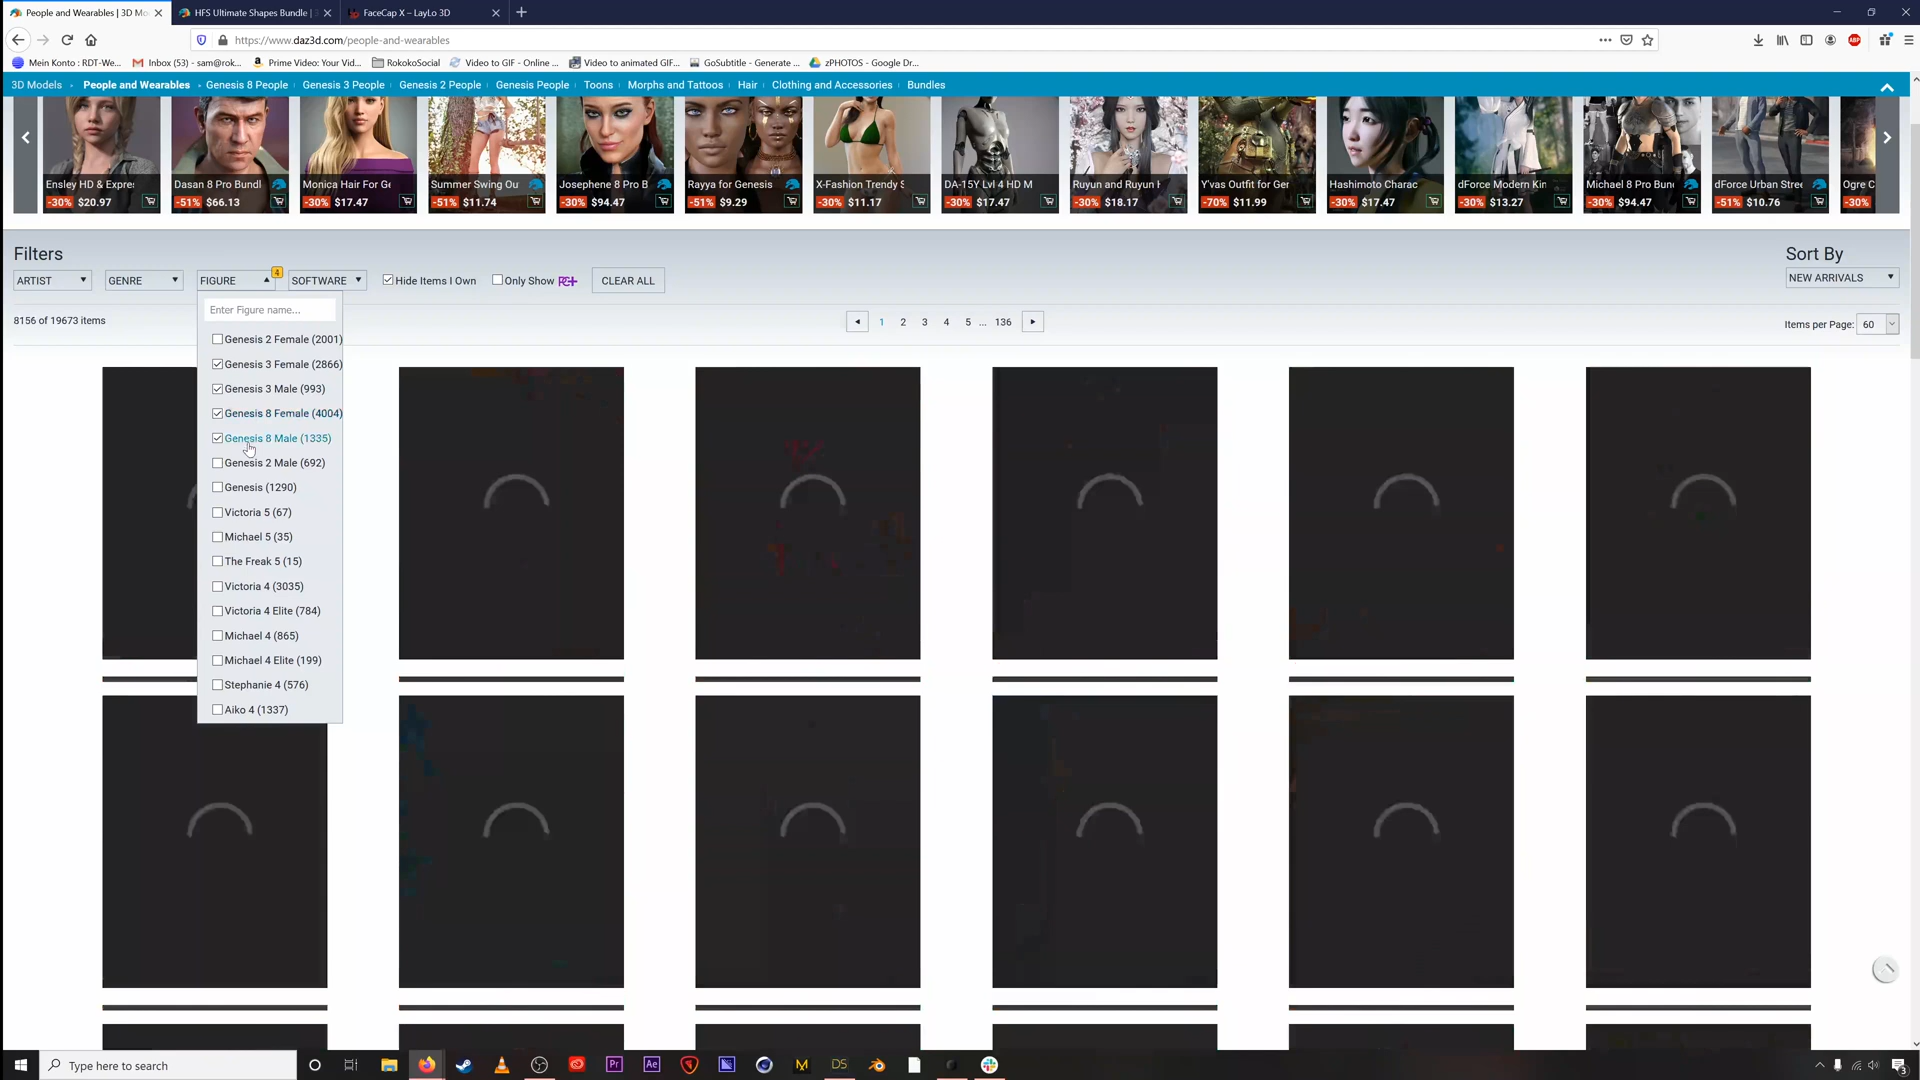 People and Wearables | 3D Mo
HFS Ultimate Shapes Bundle | 3
FaceCap X – LayLo 3D
https://www.daz3d.com/people-and-wearables
Mein Konto : RDT-We...
Inbox (53) - sam@rok...
Prime Video: Your Vid...
RokokoSocial
Video to GIF - Online ...
Video to animated GIF...
GoSubtitle - Generate ...
zPHOTOS - Google Dr...
ABP
3D Models
People and Wearables
Genesis 8 People
Genesis 3 People
Genesis 2 People
Genesis People
Toons
Morphs and Tattoos
Hair
Clothing and Accessories
Bundles
Ensley HD & Expre
-30% $20.97
Dasan 8 Pro Bundl
-51% $66.13
Monica Hair For Ge
-30% $17.47
Summer Swing Ou
-51% $11.74
Josephene 8 Pro B
-30% $94.47
Rayya for Genesis
-51% $9.29
X-Fashion Trendy S
-30% $11.17
DA-15Y Lvl 4 HD M
-30% $17.47
Ruyun and Ruyun H
-30% $18.17
Y'vas Outfit for Ger
-70% $11.99
Hashimoto Charac
-30% $17.47
dForce Modern Kin
-30% $13.27
Michael 8 Pro Bun
-30% $94.47
dForce Urban Stree
-51% $10.76
Ogre C
-30%
Filters
Sort By
ARTIST
GENRE
FIGURE
4
SOFTWARE
Hide Items I Own
Only Show PC+
CLEAR ALL
NEW ARRIVALS
Enter Figure name...
8156 of 19673 items
1 2 3 4 5 ... 136
Items per Page: 60
Genesis 2 Female (2001)
Genesis 3 Female (2866)
Genesis 3 Male (993)
Genesis 8 Female (4004)
Genesis 8 Male (1335)
Genesis 2 Male (692)
Genesis (1290)
Victoria 5 (67)
Michael 5 (35)
The Freak 5 (15)
Victoria 4 (3035)
Victoria 4 Elite (784)
Michael 4 (865)
Michael 4 Elite (199)
Stephanie 4 (576)
Aiko 4 (1337)
Type here to search
Pr
Ae
M
DS
3